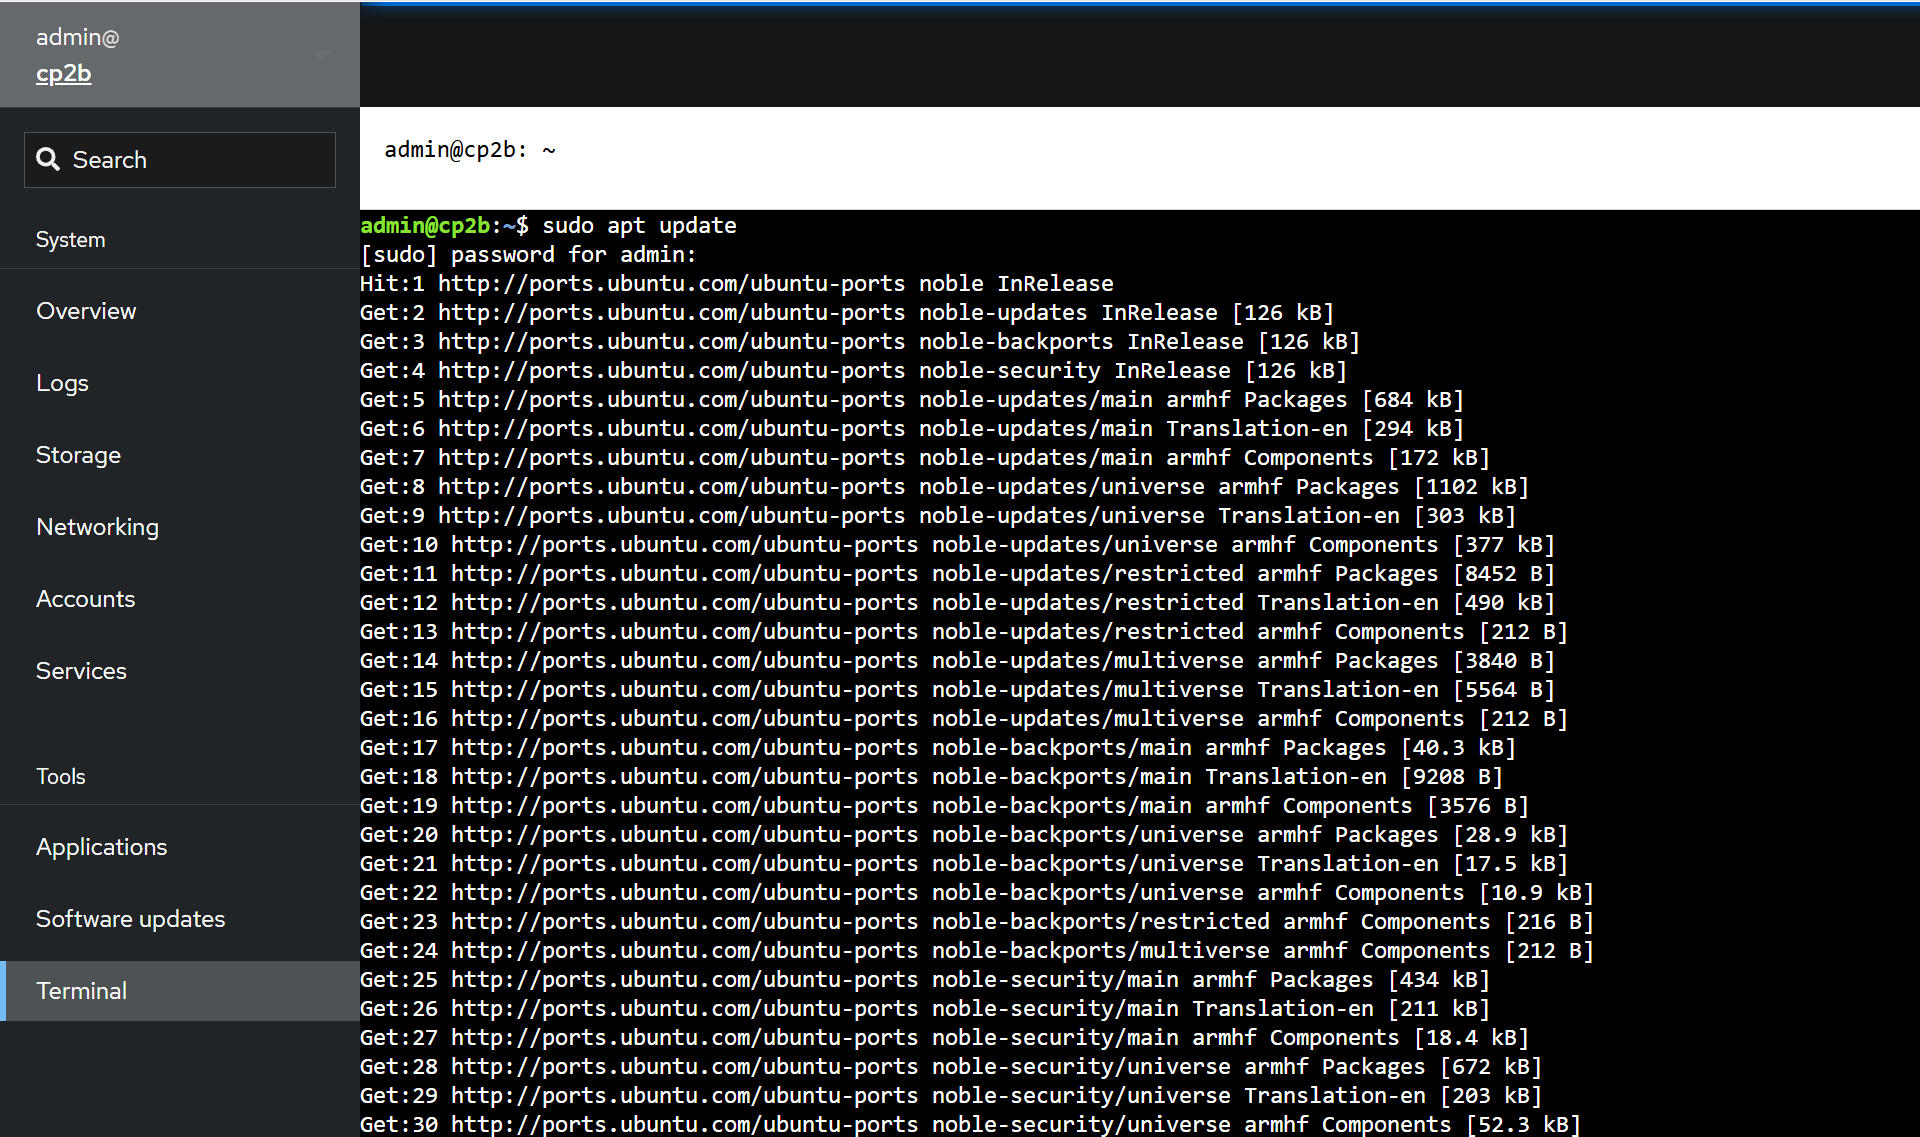 admin@
cp2b
Search
System
Overview
Logs
Storage
Networking
Accounts
Services
Tools
Applications
Software updates
Terminal
admin@cp2b: ~
admin@cp2b:~$ sudo apt update
[sudo] password for admin:
Hit:1 http://ports.ubuntu.com/ubuntu-ports noble InRelease
Get:2 http://ports.ubuntu.com/ubuntu-ports noble-updates InRelease [126 kB]
Get:3 http://ports.ubuntu.com/ubuntu-ports noble-backports InRelease [126 kB]
Get:4 http://ports.ubuntu.com/ubuntu-ports noble-security InRelease [126 kB]
Get:5 http://ports.ubuntu.com/ubuntu-ports noble-updates/main armhf Packages [684 kB]
Get:6 http://ports.ubuntu.com/ubuntu-ports noble-updates/main Translation-en [294 kB]
Get:7 http://ports.ubuntu.com/ubuntu-ports noble-updates/main armhf Components [172 kB]
Get:8 http://ports.ubuntu.com/ubuntu-ports noble-updates/universe armhf Packages [1102 kB]
Get:9 http://ports.ubuntu.com/ubuntu-ports noble-updates/universe Translation-en [303 kB]
Get:10 http://ports.ubuntu.com/ubuntu-ports noble-updates/universe armhf Components [377 kB]
Get:11 http://ports.ubuntu.com/ubuntu-ports noble-updates/restricted armhf Packages [8452 B]
Get:12 http://ports.ubuntu.com/ubuntu-ports noble-updates/restricted Translation-en [490 kB]
Get:13 http://ports.ubuntu.com/ubuntu-ports noble-updates/restricted armhf Components [212 B]
Get:14 http://ports.ubuntu.com/ubuntu-ports noble-updates/multiverse armhf Packages [3840 B]
Get:15 http://ports.ubuntu.com/ubuntu-ports noble-updates/multiverse Translation-en [5564 B]
Get:16 http://ports.ubuntu.com/ubuntu-ports noble-updates/multiverse armhf Components [212 B]
Get:17 http://ports.ubuntu.com/ubuntu-ports noble-backports/main armhf Packages [40.3 kB]
Get:18 http://ports.ubuntu.com/ubuntu-ports noble-backports/main Translation-en [9208 B]
Get:19 http://ports.ubuntu.com/ubuntu-ports noble-backports/main armhf Components [3576 B]
Get:20 http://ports.ubuntu.com/ubuntu-ports noble-backports/universe armhf Packages [28.9 kB]
Get:21 http://ports.ubuntu.com/ubuntu-ports noble-backports/universe Translation-en [17.5 kB]
Get:22 http://ports.ubuntu.com/ubuntu-ports noble-backports/universe armhf Components [10.9 kB]
Get:23 http://ports.ubuntu.com/ubuntu-ports noble-backports/restricted armhf Components [216 B]
Get:24 http://ports.ubuntu.com/ubuntu-ports noble-backports/multiverse armhf Components [212 B]
Get:25 http://ports.ubuntu.com/ubuntu-ports noble-security/main armhf Packages [434 kB]
Get:26 http://ports.ubuntu.com/ubuntu-ports noble-security/main Translation-en [211 kB]
Get:27 http://ports.ubuntu.com/ubuntu-ports noble-security/main armhf Components [18.4 kB]
Get:28 http://ports.ubuntu.com/ubuntu-ports noble-security/universe armhf Packages [672 kB]
Get:29 http://ports.ubuntu.com/ubuntu-ports noble-security/universe Translation-en [203 kB]
Get:30 http://ports.ubuntu.com/ubuntu-ports noble-security/universe armhf Components [52.3 kB]